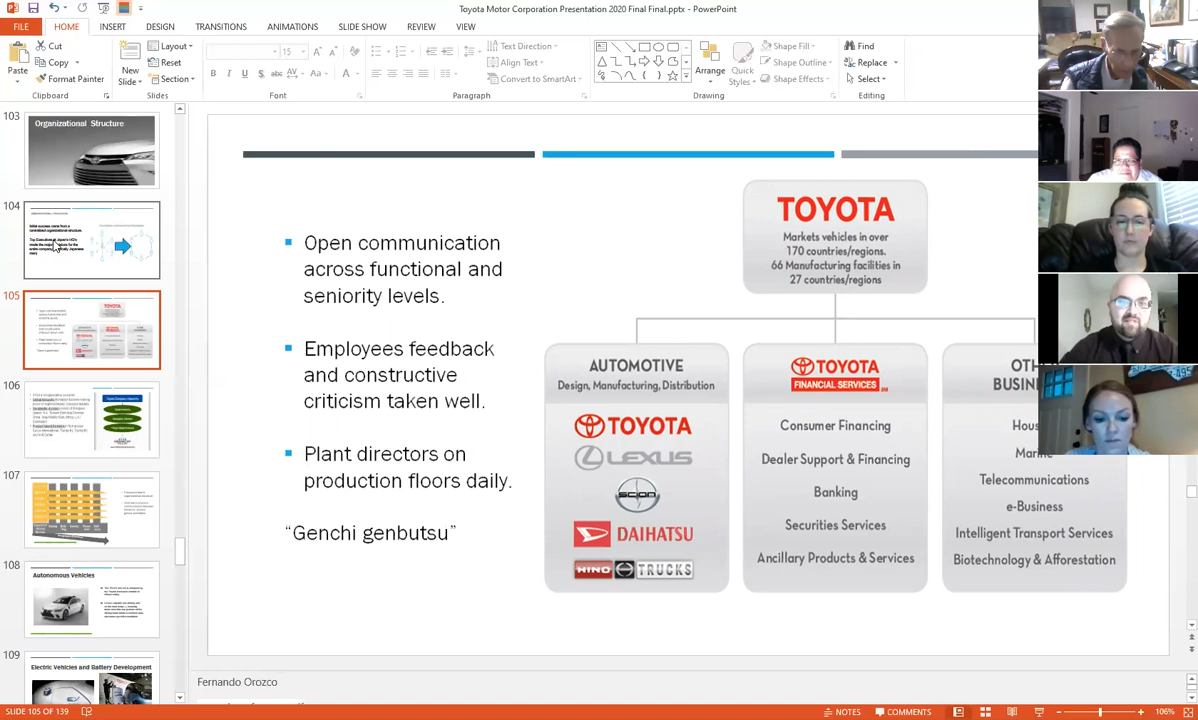 Toyota Motor Corporation Presentation 2020 Final Final.pptx - PowerPoint
FILE HOME INSERT DESIGN TRANSITIONS ANIMATIONS SLIDE SHOW REVIEW VIEW
Paste
Cut
Copy
Format Painter
Clipboard
New
Slide
Layout
Reset
Section
Slides
15
Font
Text Direction
Align Text
Convert to SmartArt
Paragraph
Arrange
Quick
Styles
Shape Fill
Shape Outline
Shape Effects
Drawing
Find
Replace
Select
Editing
103
Organizational Structure
104
105
106
107
108
Autonomous Vehicles
109
Electric Vehicles and Battery Development
Open communication
across functional and
seniority levels.
Employees feedback
and constructive
criticism taken well.
Plant directors on
production floors daily.
“Genchi genbutsu”
TOYOTA
Markets vehicles in over
170 countries/regions.
66 Manufacturing facilities in
27 countries/regions
AUTOMOTIVE
Design, Manufacturing, Distribution
TOYOTA
LEXUS
SCION
DAIHATSU
HINO TRUCKS
TOYOTA
FINANCIAL SERVICES
Consumer Financing
Dealer Support & Financing
Banking
Securities Services
Ancillary Products & Services
Telecommunications
e-Business
Intelligent Transport Services
Biotechnology & Afforestation
Fernando Orozco
SLIDE 105 OF 139
NOTES COMMENTS 106%